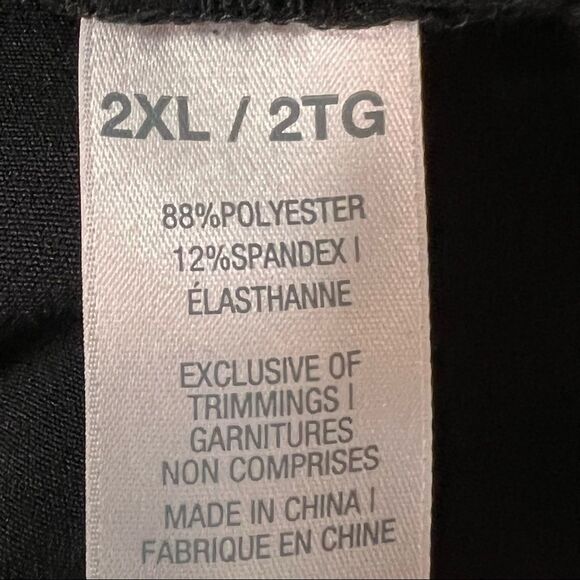 2XL / 2TG
88%POLYESTER
12%SPANDEX |
ÉLASTHANNE
EXCLUSIVE OF
TRIMMINGS |
GARNITURES
NON COMPRISES
MADE IN CHINA |
FABRIQUE EN CHINE